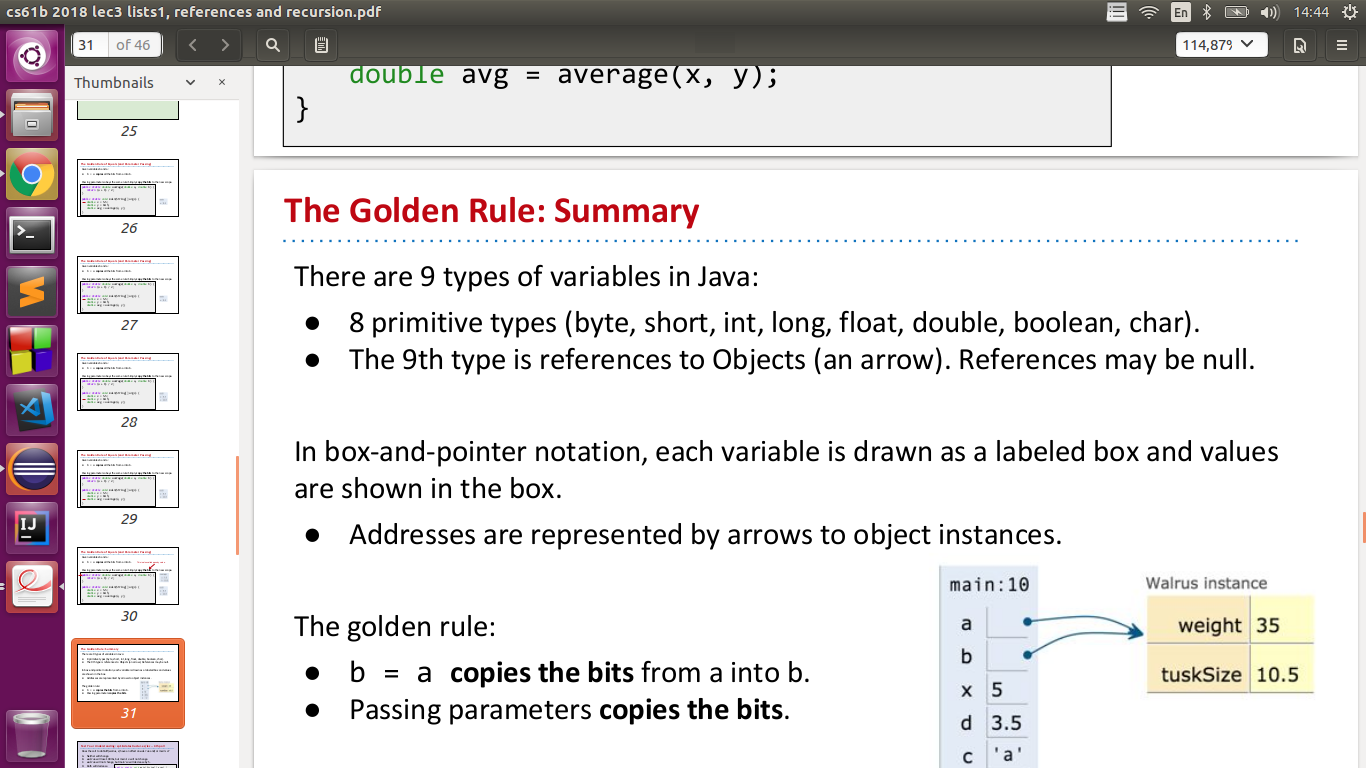 cs61b 2018 lec3 lists1, references and recursion.pdf
En
14:44
31 of 46
114,87%
Thumbnails
25
26
27
28
29
30
31
double avg = average(x, y);
}
The Golden Rule: Summary
There are 9 types of variables in Java:
● 8 primitive types (byte, short, int, long, float, double, boolean, char).
● The 9th type is references to Objects (an arrow). References may be null.
In box-and-pointer notation, each variable is drawn as a labeled box and values
are shown in the box.
● Addresses are represented by arrows to object instances.
The golden rule:
● b = a copies the bits from a into b.
● Passing parameters copies the bits.
main:10
a
b
x 5
d 3.5
c 'a'
Walrus instance
weight 35
tuskSize 10.5
IJ